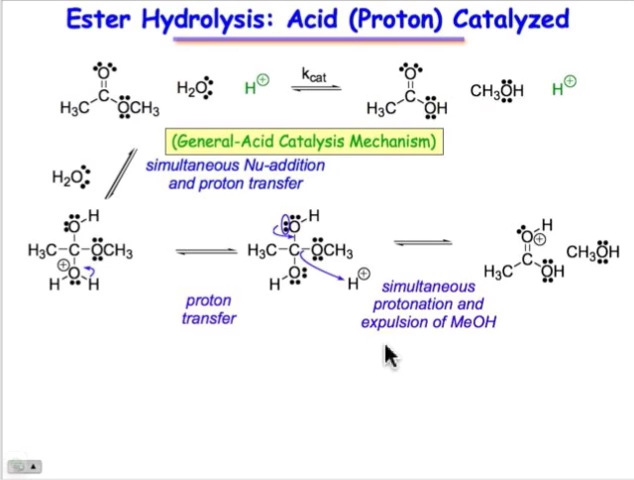 Ester Hydrolysis: Acid (Proton) Catalyzed
O
H3C C OCH3 H2O H⊕ kcat H3C C OH CH3OH H⊕
(General-Acid Catalysis Mechanism)
H2O simultaneous Nu-addition
and proton transfer
O H O H O⊕ H
H3C-C-OCH3 H3C-C-OCH3 H3C C OH CH3OH
⊕
H O H H O H⊕
proton
transfer
simultaneous
protonation and
expulsion of MeOH